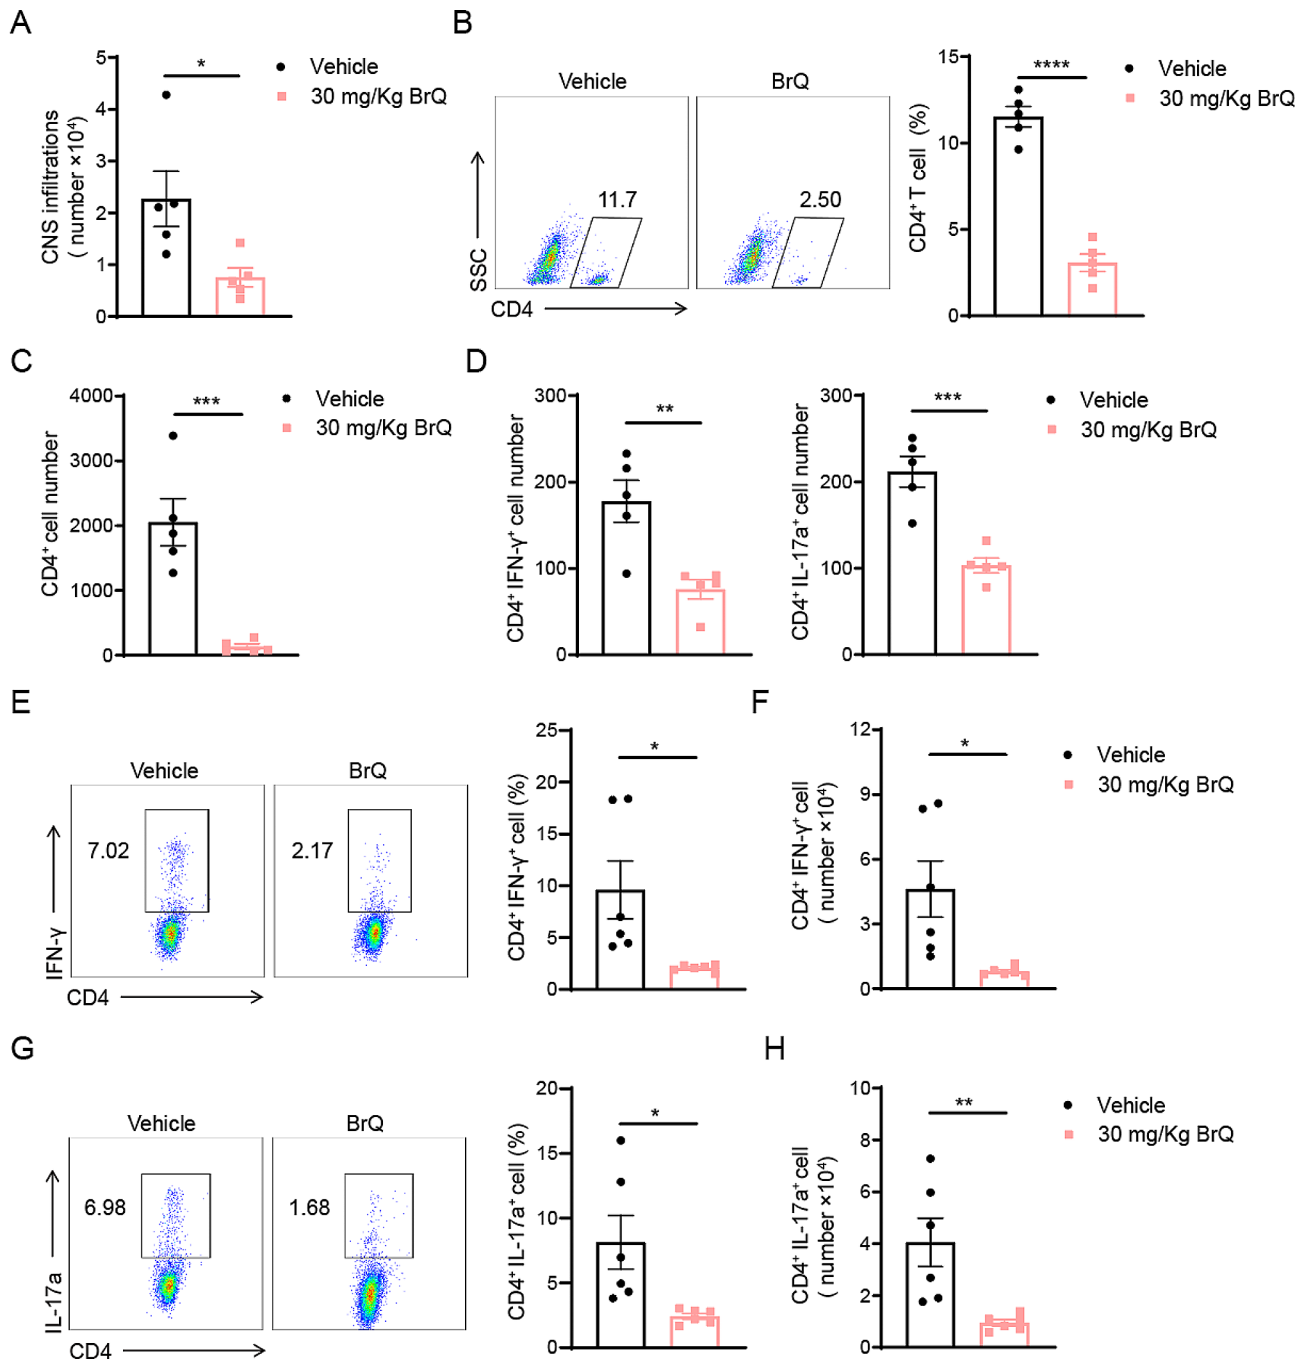 A
CNS infiltrations
( number ×10⁴)
5
4
3
2
1
0
*
Vehicle
30 mg/Kg BrQ
B
Vehicle
BrQ
11.7
2.50
SSC
CD4
CD4⁺ T cell (%)
15
10
5
0
****
Vehicle
30 mg/Kg BrQ
C
CD4⁺ cell number
4000
3000
2000
1000
0
***
Vehicle
30 mg/Kg BrQ
D
CD4⁺ IFN-γ⁺ cell number
300
200
100
0
**
CD4⁺ IL-17a⁺ cell number
300
200
100
0
***
Vehicle
30 mg/Kg BrQ
E
Vehicle
BrQ
7.02
2.17
IFN-γ
CD4
CD4⁺ IFN-γ⁺ cell (%)
25
20
15
10
5
0
*
F
CD4⁺ IFN-γ⁺ cell
( number ×10⁴)
12
9
6
3
0
*
Vehicle
30 mg/Kg BrQ
G
Vehicle
BrQ
6.98
1.68
IL-17a
CD4
CD4⁺ IL-17a⁺ cell (%)
20
15
10
5
0
*
H
CD4⁺ IL-17a⁺ cell
( number ×10⁴)
10
8
6
4
2
0
**
Vehicle
30 mg/Kg BrQ